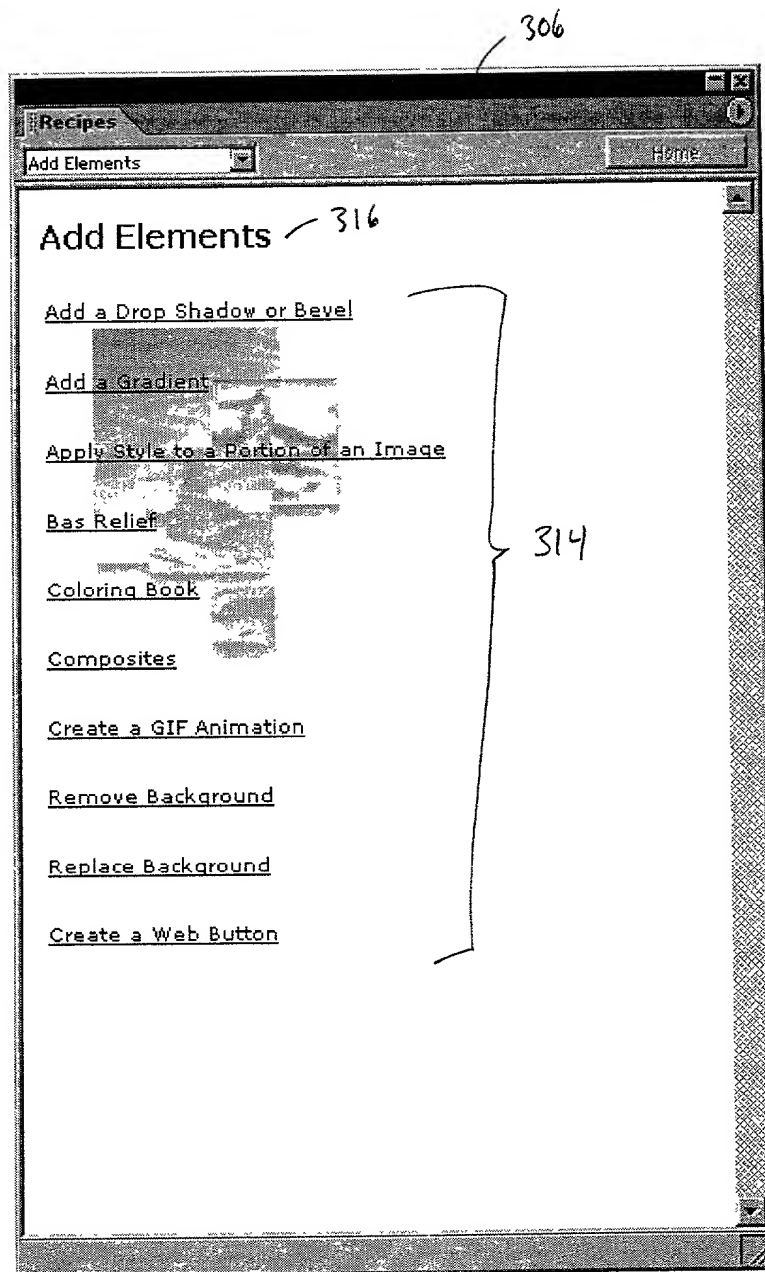 306
Recipes
Add Elements
Home
Add Elements
316
Add a Drop Shadow or Bevel
Add a Gradient
Apply Style to a Portion of an Image
Bas Relief
314
Coloring Book
Composites
Create a GIF Animation
Remove Background
Replace Background
Create a Web Button